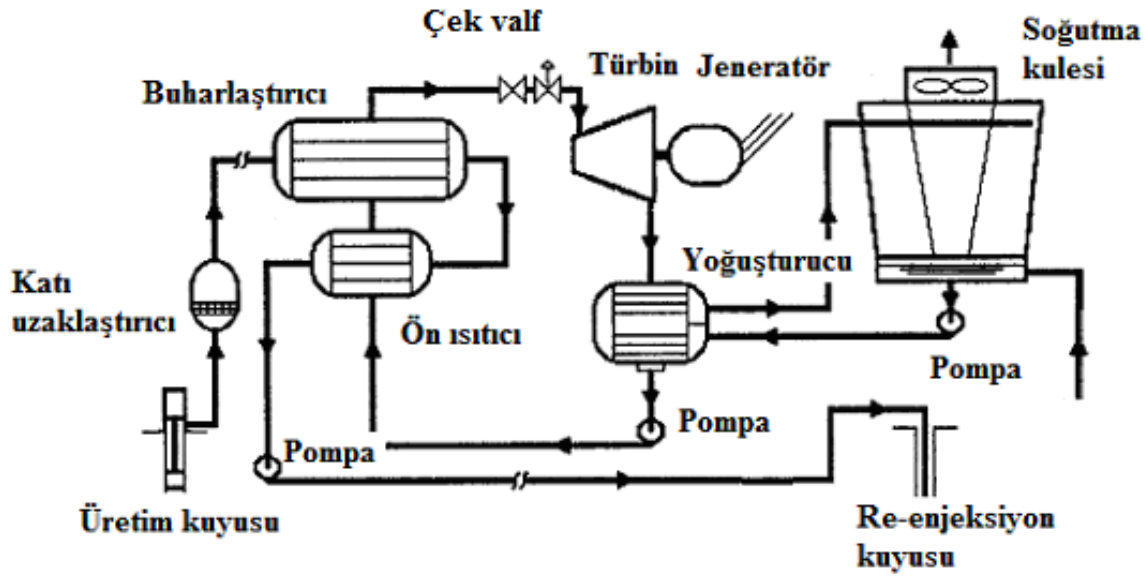 Çek valf
Soğutma
kulesi
Türbin Jeneratör
Buharlaştırıcı
Yoğuşturucu
Katı
uzaklaştırıcı
Ön ısıtıcı
Pompa
Pompa
Pompa
Üretim kuyusu
Re-enjeksiyon
kuyusu